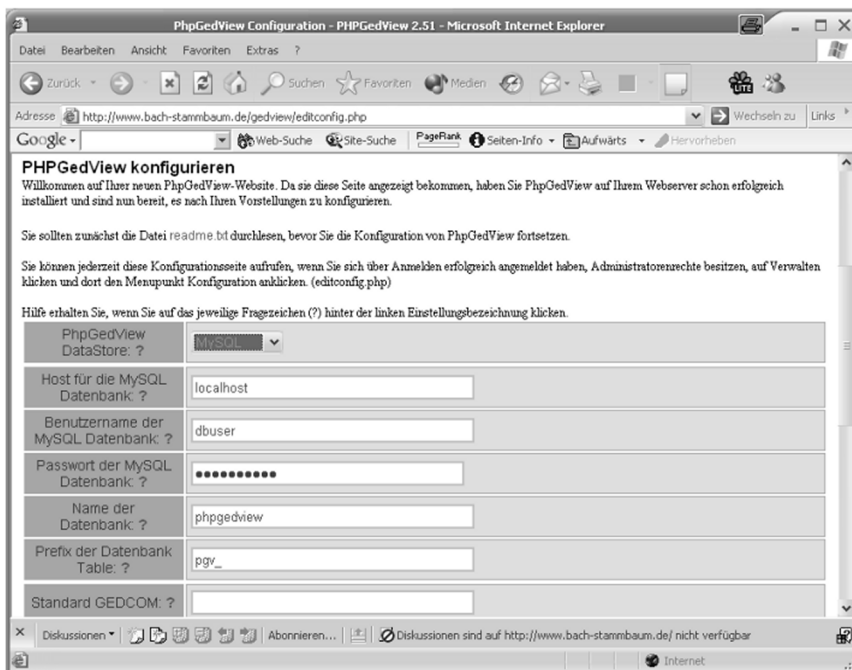 PhpGedView Configuration - PHPGedView 2.51 - Microsoft Internet Explorer
Datei Bearbeiten Ansicht Favoriten Extras ?
Zurück Suchen Favoriten Medien LITE
Adresse http://www.bach-stammbaum.de/gedview/editconfig.php Wechseln zu Links »
Google Web-Suche Site-Suche PageRank Seiten-Info Aufwärts Hervorheben
PHPGedView konfigurieren
Willkommen auf Ihrer neuen PhpGedView-Website. Da sie diese Seite angezeigt bekommen, haben Sie PhpGedView auf Ihrem Webserver schon erfolgreich
installiert und sind nun bereit, es nach Ihren Vorstellungen zu konfigurieren.
Sie sollten zunächst die Datei readme.txt durchlesen, bevor Sie die Konfiguration von PhpGedView fortsetzen.
Sie können jederzeit diese Konfigurationsseite aufrufen, wenn Sie sich über Anmelden erfolgreich angemeldet haben, Administratorenrechte besitzen, auf Verwalten
klicken und dort den Menupunkt Konfiguration anklicken. (editconfig.php)
Hilfe erhalten Sie, wenn Sie auf das jeweilige Fragezeichen (?) hinter der linken Einstellungsbezeichnung klicken.
PhpGedView
DataStore: ?
MySQL
Host für die MySQL
Datenbank: ?
localhost
Benutzername der
MySQL Datenbank: ?
dbuser
Passwort der MySQL
Datenbank: ?
••••••••••
Name der
Datenbank: ?
phpgedview
Prefix der Datenbank
Table: ?
pgv_
Standard GEDCOM: ?
Diskussionen Abonnieren... Diskussionen sind auf http://www.bach-stammbaum.de/ nicht verfügbar
Internet